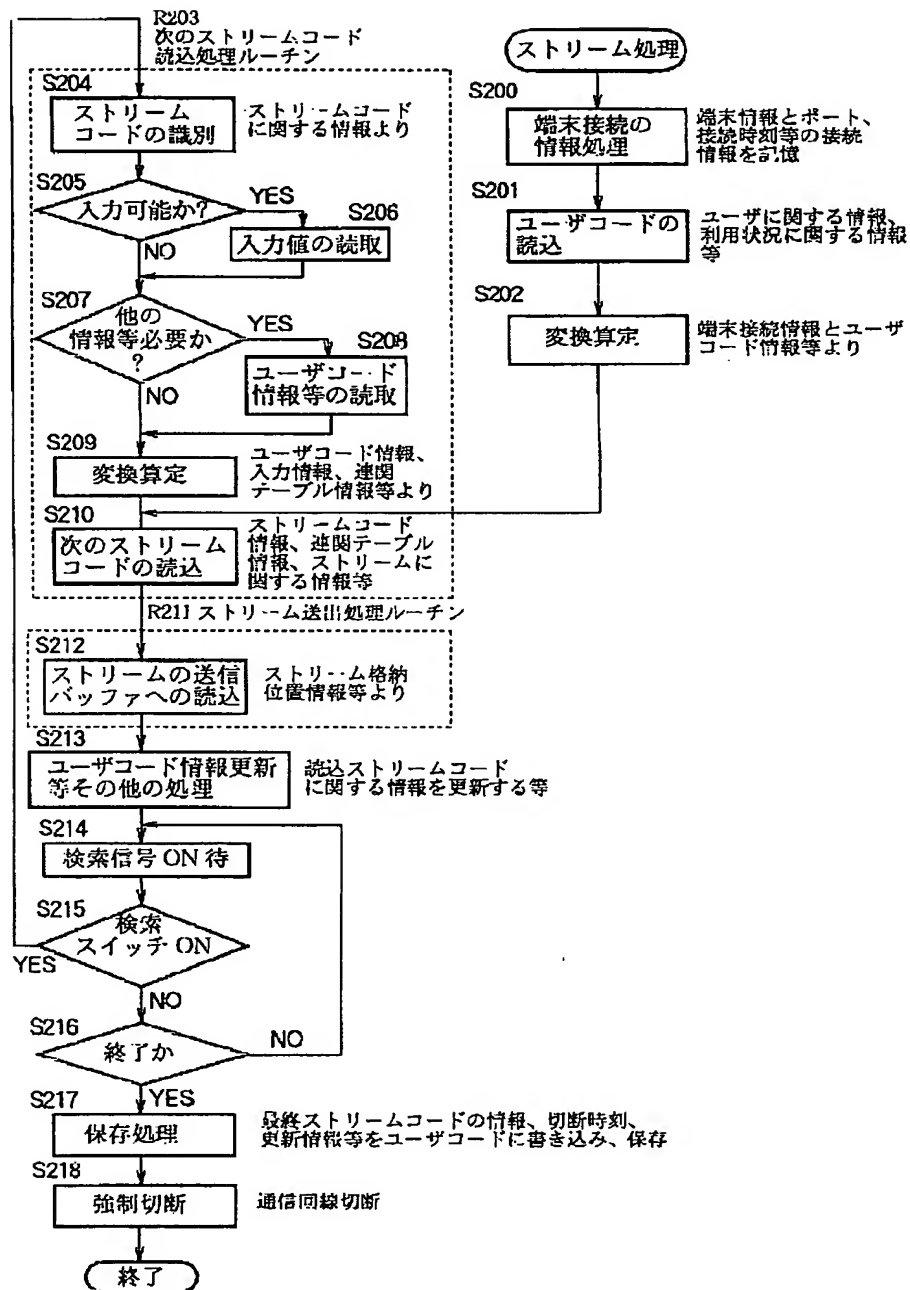 R203
次のストリームコード
読込処理ルーチン
ストリーム処理
S200
端末接続の
情報処理
端末情報とポート、
接続時刻等の接続
情報を記憶
S201
ユーザコードの
読込
ユーザに関する情報、
利用状況に関する情報
等
S202
変換算定
端末接続情報とユーザ
コード情報等より
S204
ストリーム
コードの識別
ストリームコード
に関する情報より
S205
入力可能か?
YES
NO
S206
入力値の読取
S207
他の
情報等必要か
?
YES
NO
S208
ユーザコード
情報等の読取
S209
変換算定
ユーザコード情報、
入力情報、連関
テーブル情報等より
S210
次のストリーム
コードの読込
ストリームコード
情報、連関テーブル
情報、ストリームに
関する情報等
R211 ストリーム送出処理ルーチン
S212
ストリームの送信
バッファへの読込
ストリーム格納
位置情報等より
S213
ユーザコード情報更新
等その他の処理
読込ストリームコード
に関する情報を更新する等
S214
検索信号 ON 待
S215
検索
スイッチ ON
YES
NO
S216
終了か
NO
YES
S217
保存処理
最終ストリームコードの情報、切断時刻、
更新情報等をユーザコードに書き込み、保存
S218
強制切断
通信回線切断
終了